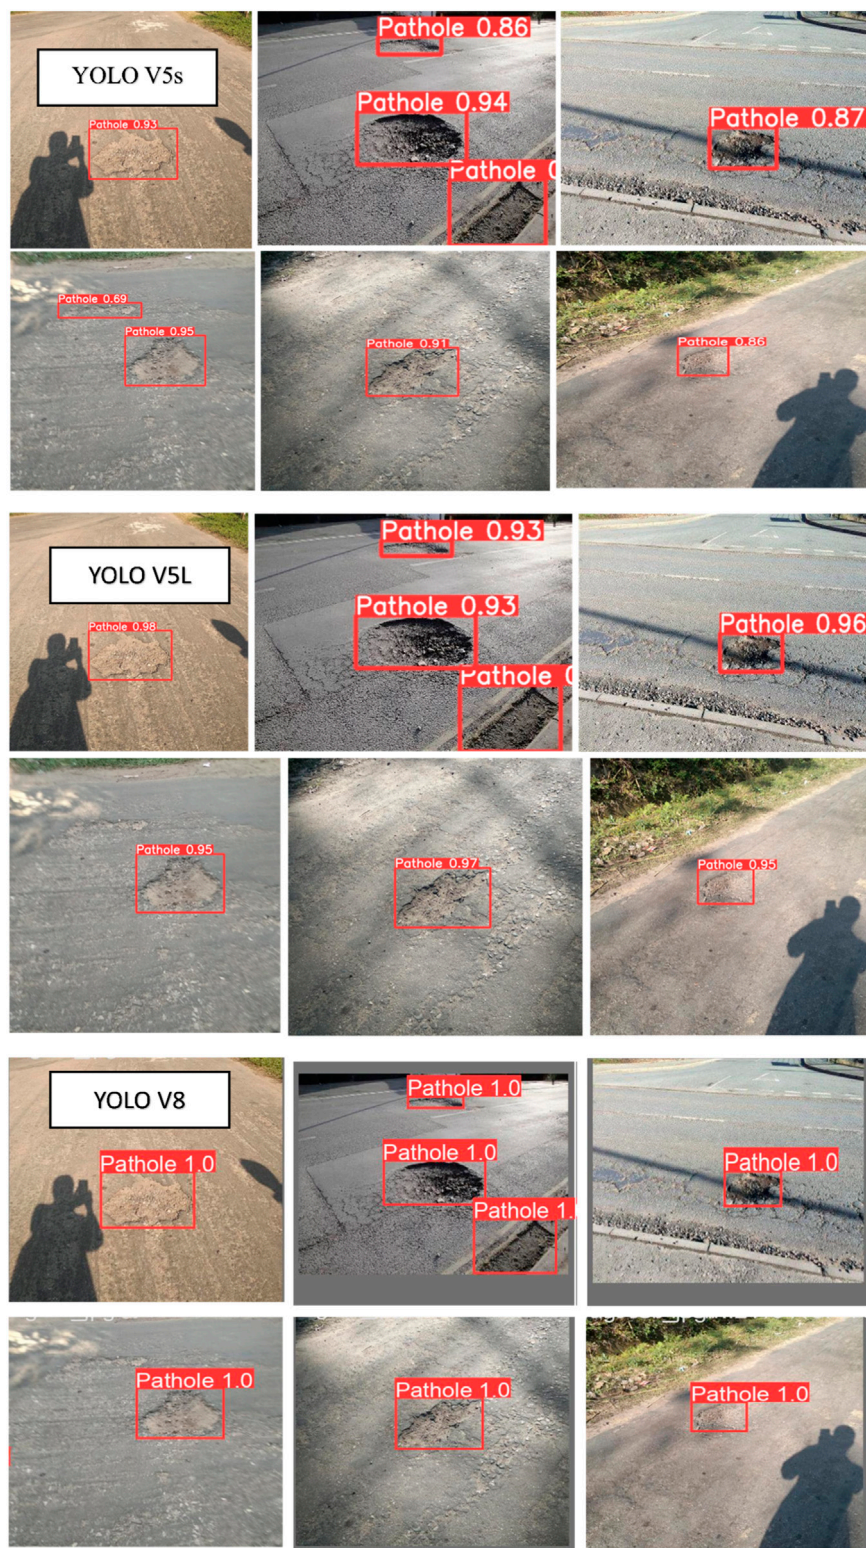 YOLO V5s
Pathole 0.93
Pathole 0.86
Pathole 0.94
Pathole
Pathole 0.87
Pathole 0.69
Pathole 0.95
Pathole 0.91
Pathole 0.86
YOLO V5L
Pathole 0.98
Pathole 0.93
Pathole 0.93
Pathole
Pathole 0.96
Pathole 0.95
Pathole 0.97
Pathole 0.95
YOLO V8
Pathole 1.0
Pathole 1.0
Pathole 1.0
Pathole 1.
Pathole 1.0
Pathole 1.0
Pathole 1.0
Pathole 1.0